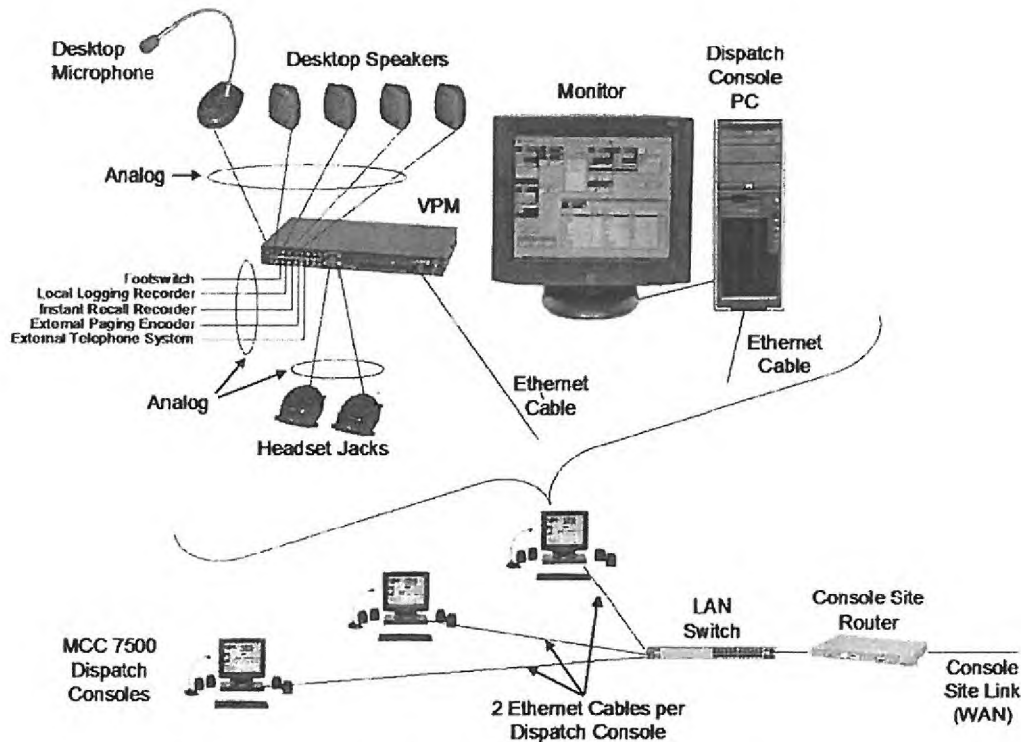 Desktop
Microphone
Desktop Speakers
Monitor
Dispatch
Console
PC
Analog
VPM
Footswitch
Local Logging Recorder
Instant Recall Recorder
External Paging Encoder
External Telephone System
Analog
Headset Jacks
Ethernet
Cable
Ethernet
Cable
MCC 7500
Dispatch
Consoles
LAN
Switch
Console Site
Router
2 Ethernet Cables per
Dispatch Console
Console
Site Link
(WAN)